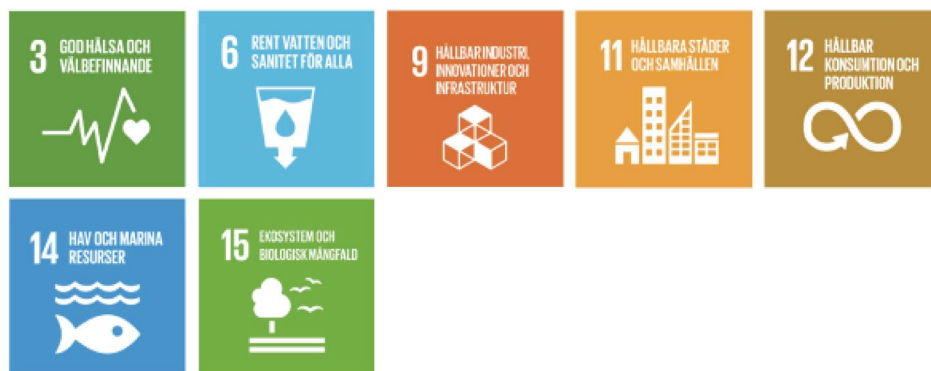 3 GOD HÄLSA OCH
VÄLBEFINNANDE
6 RENT VATTEN OCH
SANITET FÖR ALLA
9 HÅLLBAR INDUSTRI,
INNOVATIONER OCH
INFRASTRUKTUR
11 HÅLLBARA STÄDER
OCH SAMHÄLLEN
12 HÅLLBAR
KONSUMTION OCH
PRODUKTION
14 HAV OCH MARINA
RESURSER
15 EKOSYSTEM OCH
BIOLOGISK MÅNGFALD